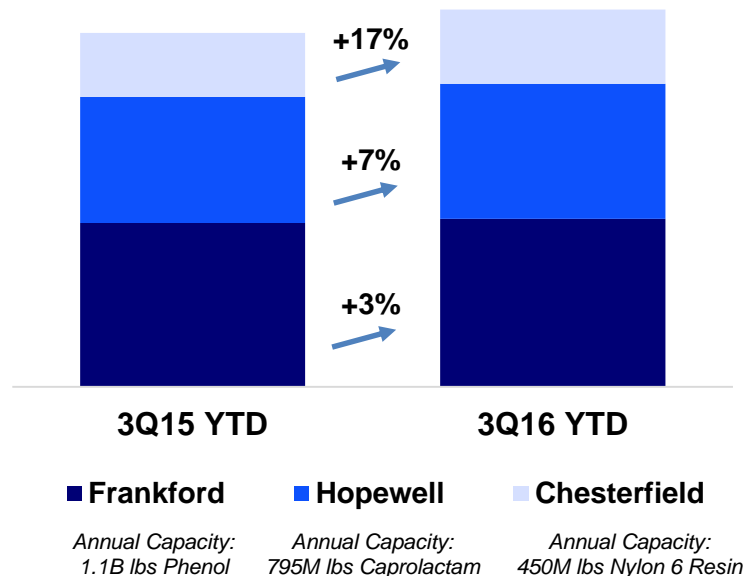 +17%
+7%
+3%
3Q15 YTD 3Q16 YTD
Frankford Hopewell Chesterfield
Annual Capacity: Annual Capacity: Annual Capacity:
1.1B lbs Phenol 795M lbs Caprolactam 450M lbs Nylon 6 Resin